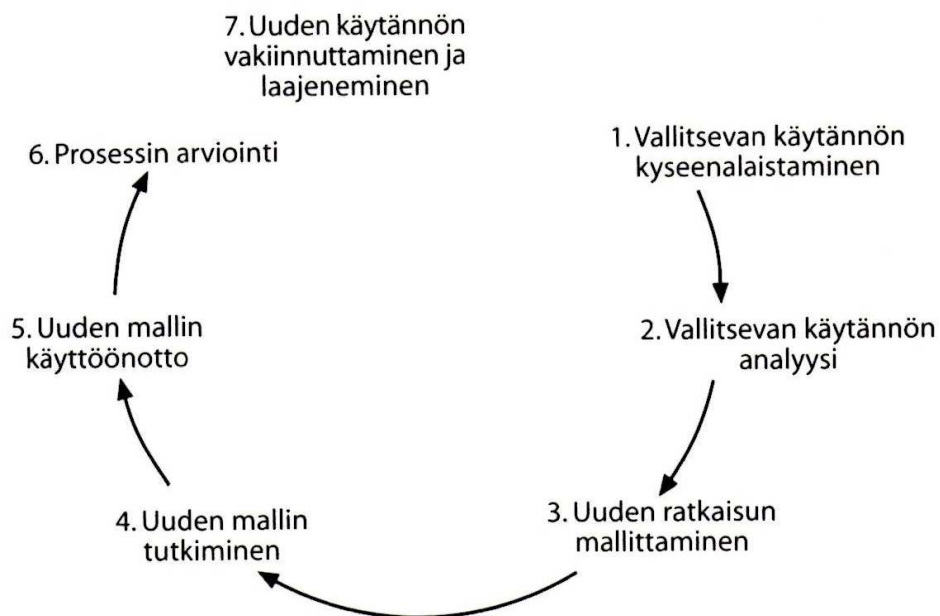 7. Uuden käytännön
vakiinnuttaminen ja
laajeneminen
1. Vallitsevan käytännön
kyseenalaistaminen
6. Prosessin arviointi
2. Vallitsevan käytännön
analyysi
5. Uuden mallin
käyttöönotto
3. Uuden ratkaisun
mallittaminen
4. Uuden mallin
tutkiminen